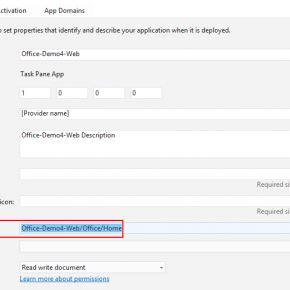 ctivation App Domains
o set properties that identify and describe your application when it is deployed.
Office-Demo4-Web
Task Pane App
1 0 0 0
[Provider name]
Office-Demo4-Web Description
Required si
icon:
Required si
Office-Demo4-Web/Office/Home
Read write document
Learn more about permissions